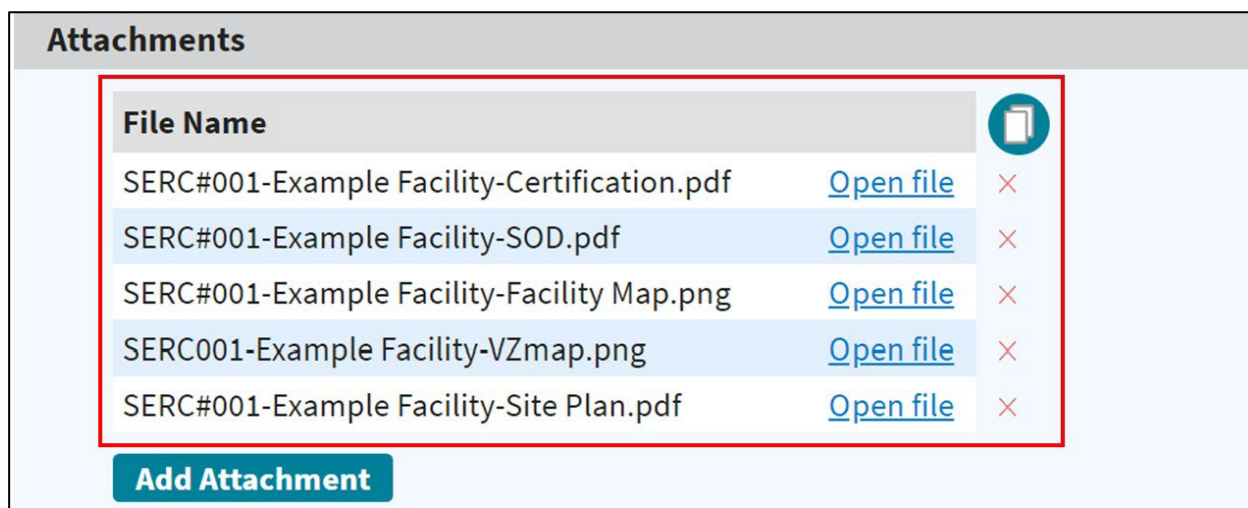 Attachments
File Name
SERC#001-Example Facility-Certification.pdf Open file
SERC#001-Example Facility-SOD.pdf Open file
SERC#001-Example Facility-Facility Map.png Open file
SERC001-Example Facility-VZmap.png Open file
SERC#001-Example Facility-Site Plan.pdf Open file
Add Attachment